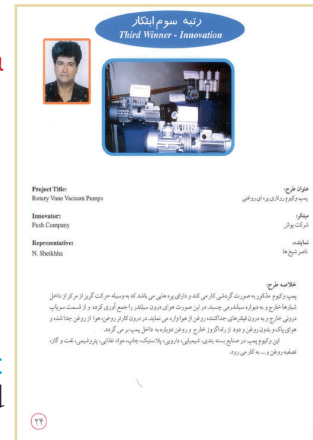 رتبه سوم ابتکار
Third Winner - Innovation
Project Title:
Rotary Vane Vacuum Pumps
عنوان طرح:
پمپ وکیوم روتاری پره ای روغنی
Innovator:
Push Company
مبتکر:
شرکت پوش
Representative:
N. Sheikhha
نماینده:
ناصر شیخ ها
خلاصه طرح:
پمپ وکیوم مذکور به صورت گردشی کار می کند و دارای پره هایی می باشد که به وسیله حرکت گریز از مرکز از داخل
شیارها خارج و به دیواره سیلندر می چسبد. در این صورت هوای درون سیلندر را جمع آوری کرده و از قسمت سوپاپ
درونی خارج و به درون فیلترهای جداکننده روغن از هوا وارد می نماید. در درون کارتر روغن، هوا از روغن جدا شده و
هوای پاک و بدون روغن و دود از راه اگزوز خارج و روغن دوباره به داخل پمپ بر می گردد.
این وکیوم پمپ در صنایع بسته بندی، شیمیایی، دارویی، پلاستیک، چاپ، مواد غذایی، پتروشیمی، نفت و گاز،
تصفیه روغن و ... به کار می رود.
۲۴